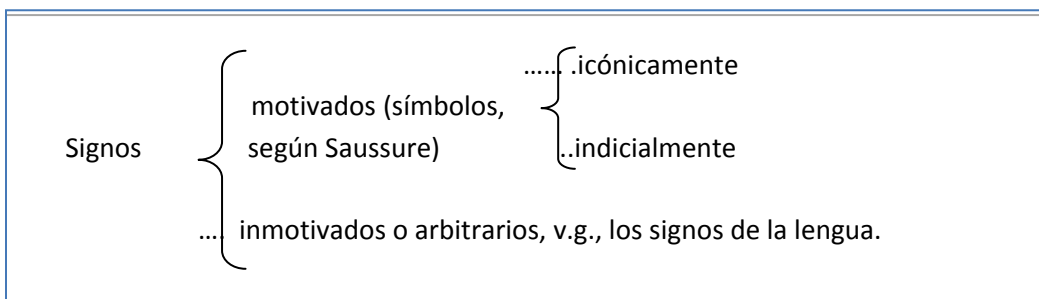 …… .icónicamente
motivados (símbolos,
Signos según Saussure) ..indicialmente
…. inmotivados o arbitrarios, v.g., los signos de la lengua.